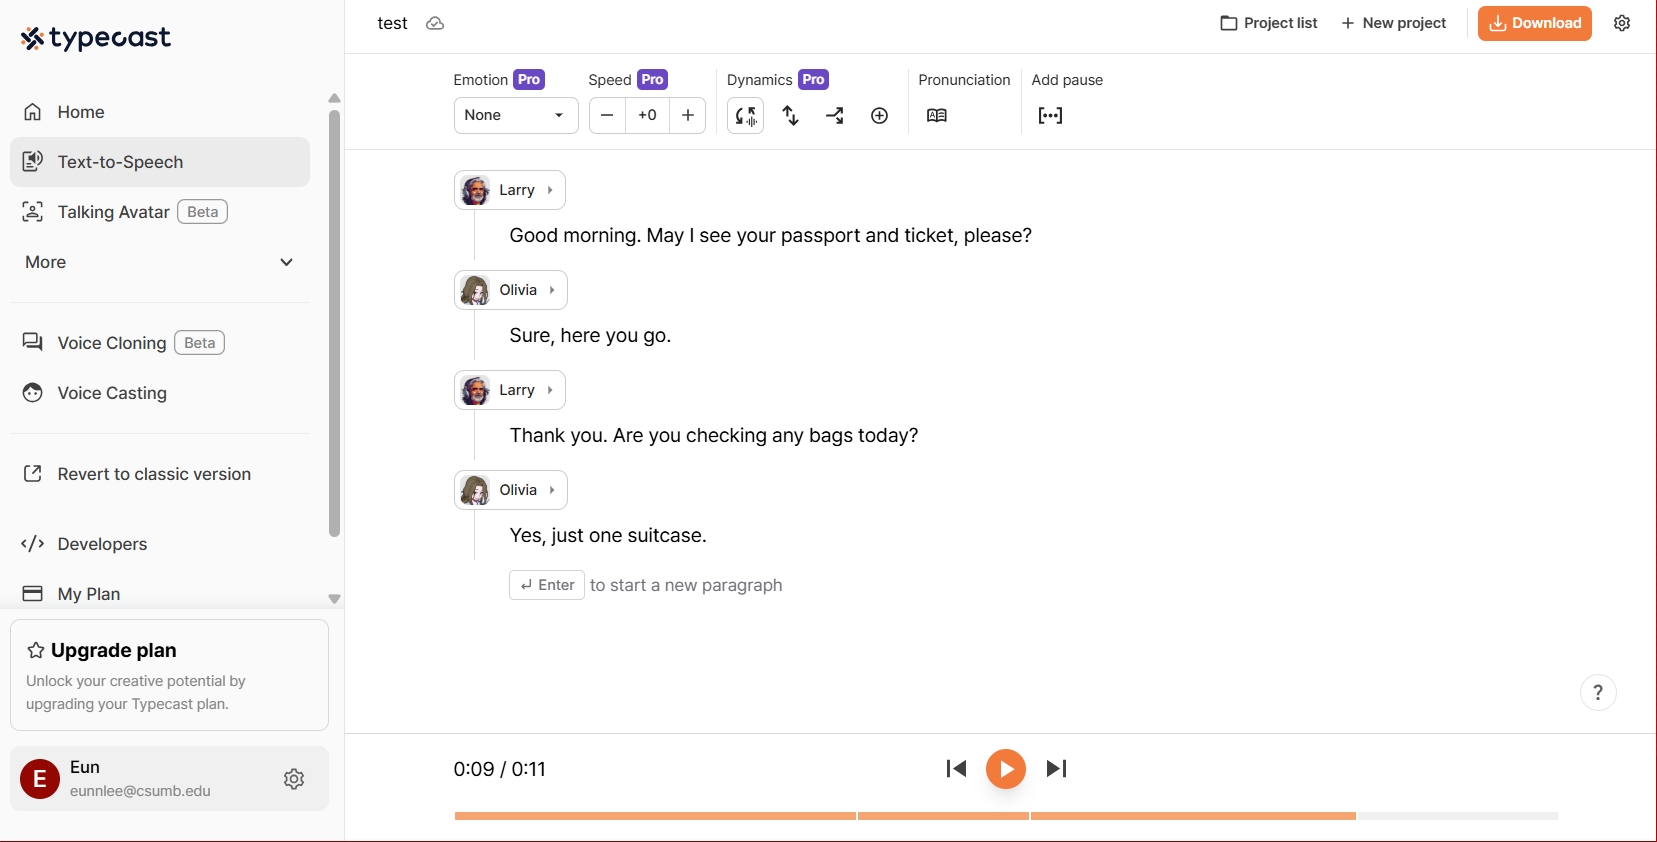 typecast
Home
Text-to-Speech
Talking Avatar Beta
More
Voice Cloning Beta
Voice Casting
Revert to classic version
Developers
My Plan
Upgrade plan
Unlock your creative potential by
upgrading your Typecast plan.
E
Eun
eunnlee@csumb.edu
test
Project list
+ New project
Download
Emotion Pro
Speed Pro
Dynamics Pro
Pronunciation
Add pause
None
− +0 +
Larry
Good morning. May I see your passport and ticket, please?
Olivia
Sure, here you go.
Larry
Thank you. Are you checking any bags today?
Olivia
Yes, just one suitcase.
↵ Enter to start a new paragraph
?
0:09 / 0:11